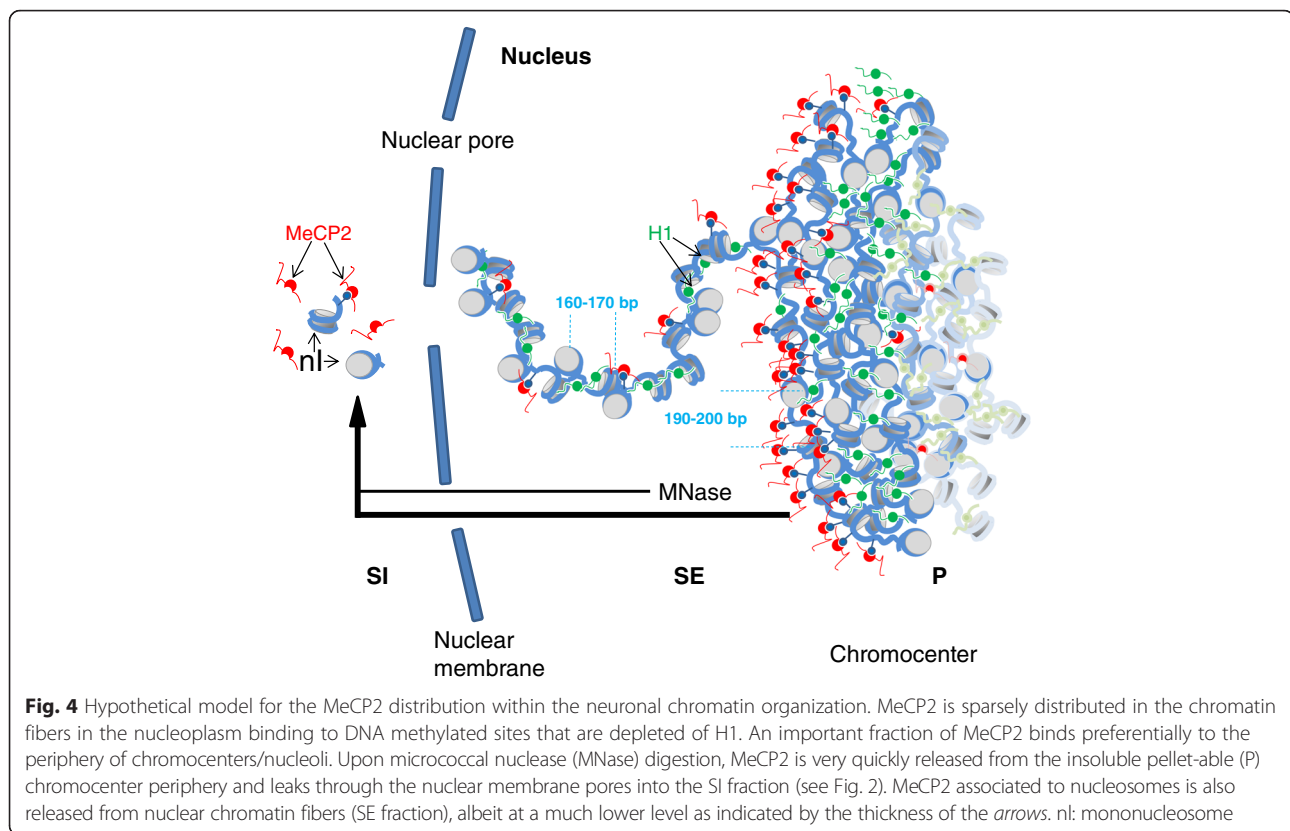 Nucleus
Nuclear pore
MeCP2
H1
160-170 bp
nl
190-200 bp
MNase
SI
SE
P
Nuclear
membrane
Chromocenter
Fig. 4 Hypothetical model for the MeCP2 distribution within the neuronal chromatin organization. MeCP2 is sparsely distributed in the chromatin
fibers in the nucleoplasm binding to DNA methylated sites that are depleted of H1. An important fraction of MeCP2 binds preferentially to the
periphery of chromocenters/nucleoli. Upon micrococcal nuclease (MNase) digestion, MeCP2 is very quickly released from the insoluble pellet-able (P)
chromocenter periphery and leaks through the nuclear membrane pores into the SI fraction (see Fig. 2). MeCP2 associated to nucleosomes is also
released from nuclear chromatin fibers (SE fraction), albeit at a much lower level as indicated by the thickness of the arrows. nl: mononucleosome